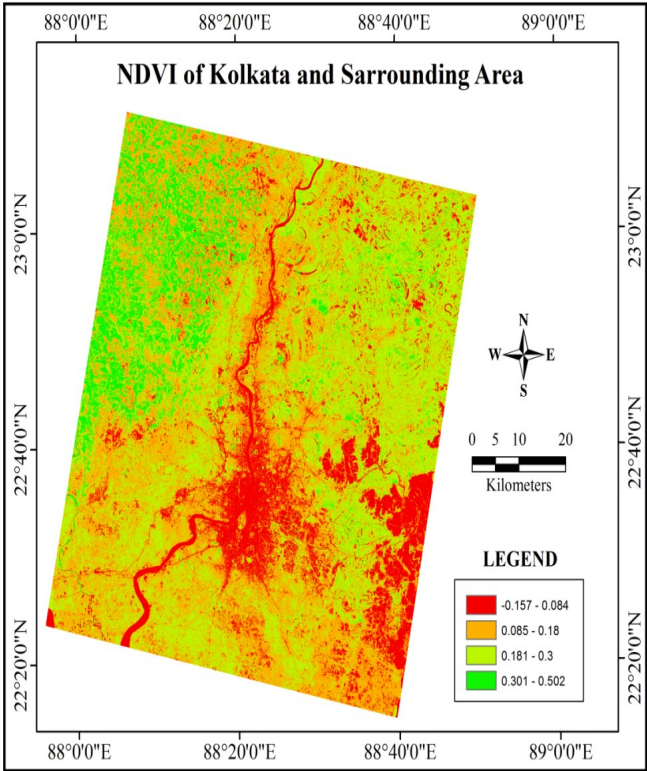 88°0'0"E 88°20'0"E 88°40'0"E 89°0'0"E
NDVI of Kolkata and Sarrounding Area
23°0'0"N
23°0'0"N
N
W E
S
22°40'0"N
22°40'0"N
0 5 10 20
Kilometers
LEGEND
-0.157 - 0.084
0.085 - 0.18
0.181 - 0.3
0.301 - 0.502
22°20'0"N
22°20'0"N
88°0'0"E 88°20'0"E 88°40'0"E 89°0'0"E